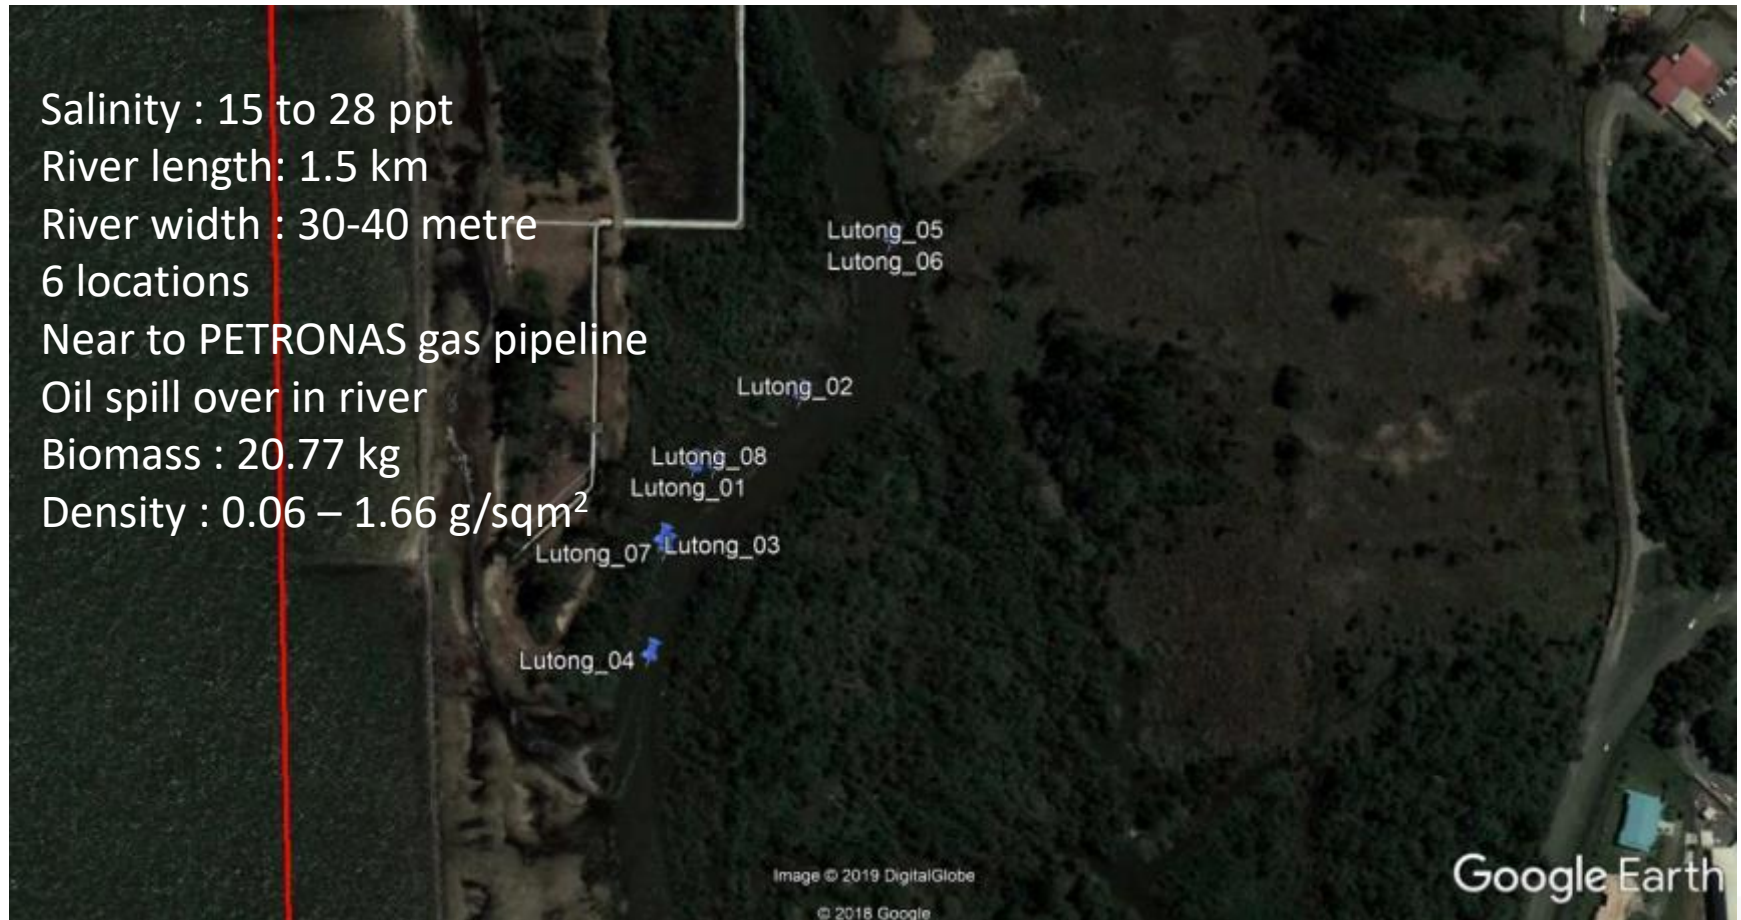 Salinity : 15 to 28 ppt
River length: 1.5 km
River width : 30-40 metre
6 locations
Near to PETRONAS gas pipeline
Oil spill over in river
Biomass : 20.77 kg
Density : 0.06 – 1.66 g/sqm²
Lutong_05
Lutong_06
Lutong_02
Lutong_08
Lutong_01
Lutong_07
Lutong_03
Lutong_04
Image © 2019 DigitalGlobe
© 2018 Google
Google Earth